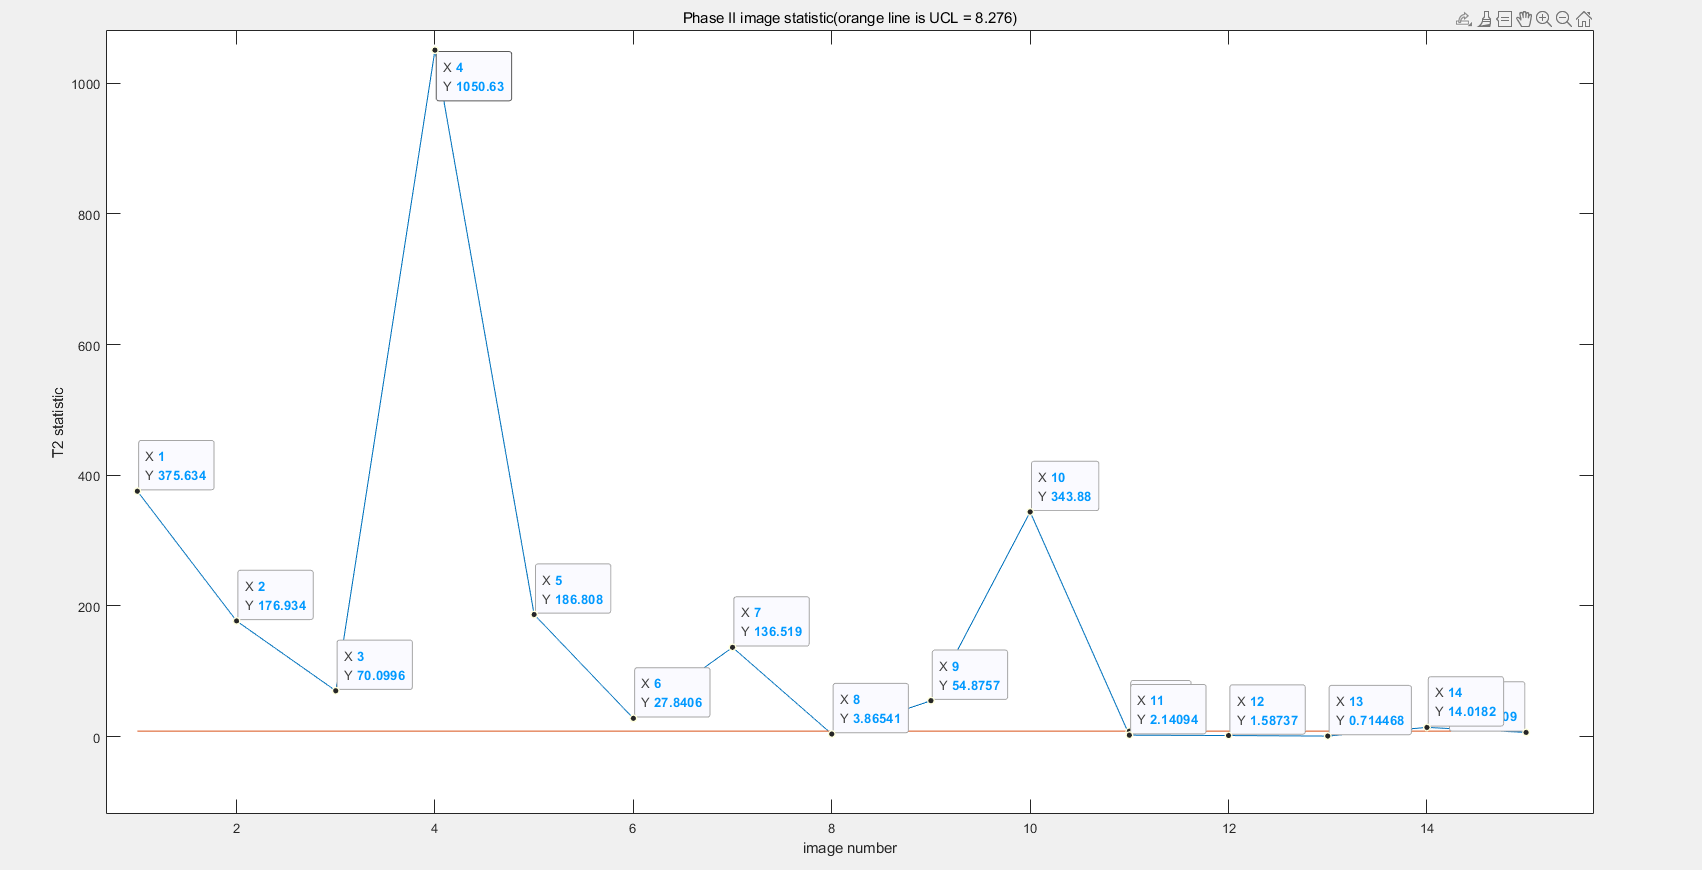 Phase II image statistic(orange line is UCL = 8.276)
1000
800
600
400
200
0
T2 statistic
X 1
Y 375.634
X 2
Y 176.934
X 3
Y 70.0996
X 4
Y 1050.63
X 5
Y 186.808
X 6
Y 27.8406
X 7
Y 136.519
X 8
Y 3.86541
X 9
Y 54.8757
X 10
Y 343.88
X 11
Y 2.14094
X 12
Y 1.58737
X 13
Y 0.714468
X 14
Y 14.0182
09
2
4
6
8
10
12
14
image number